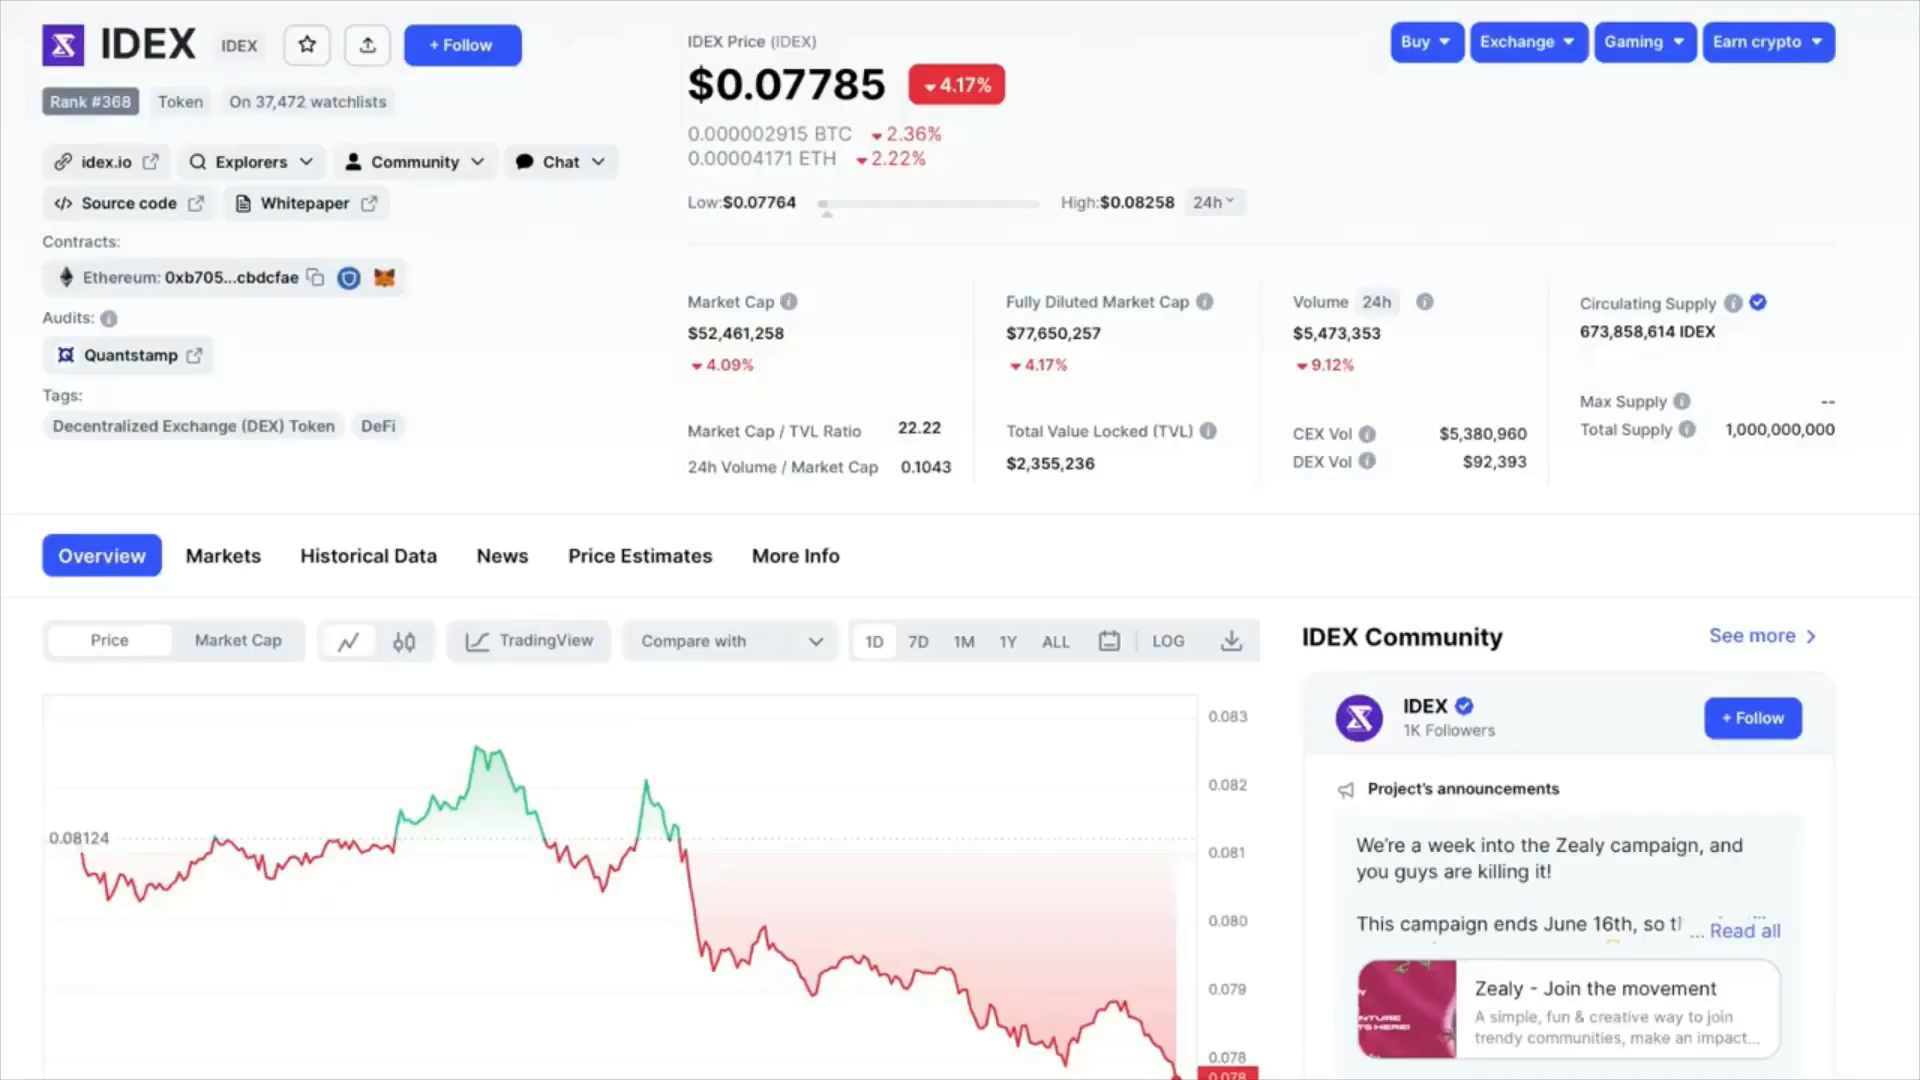 IDEX IDEX + Follow
Rank #368 Token On 37,472 watchlists
idex.io Explorers Community Chat
Source code Whitepaper
Contracts:
Ethereum: 0xb705...cbdcfae
Audits:
Quantstamp
Tags:
Decentralized Exchange (DEX) Token DeFi
IDEX Price (IDEX)
$0.07785 4.17%
0.000002915 BTC 2.36%
0.00004171 ETH 2.22%
Low:$0.07764 High:$0.08258 24h
Buy Exchange Gaming Earn crypto
Market Cap
$52,461,258
4.09%
Market Cap / TVL Ratio 22.22
24h Volume / Market Cap 0.1043
Fully Diluted Market Cap
$77,650,257
4.17%
Total Value Locked (TVL)
$2,355,236
Volume 24h
$5,473,353
9.12%
CEX Vol $5,380,960
DEX Vol $92,393
Circulating Supply
673,858,614 IDEX
Max Supply --
Total Supply 1,000,000,000
Overview Markets Historical Data News Price Estimates More Info
Price Market Cap TradingView Compare with 1D 7D 1M 1Y ALL LOG
0.083
0.082
0.08124
0.081
0.080
0.079
0.078
0.078
IDEX Community See more
IDEX
1K Followers
+ Follow
Project's announcements
We're a week into the Zealy campaign, and
you guys are killing it!
This campaign ends June 16th, so ... Read all
Zealy - Join the movement
A simple, fun & creative way to join
trendy communities, make an impact...